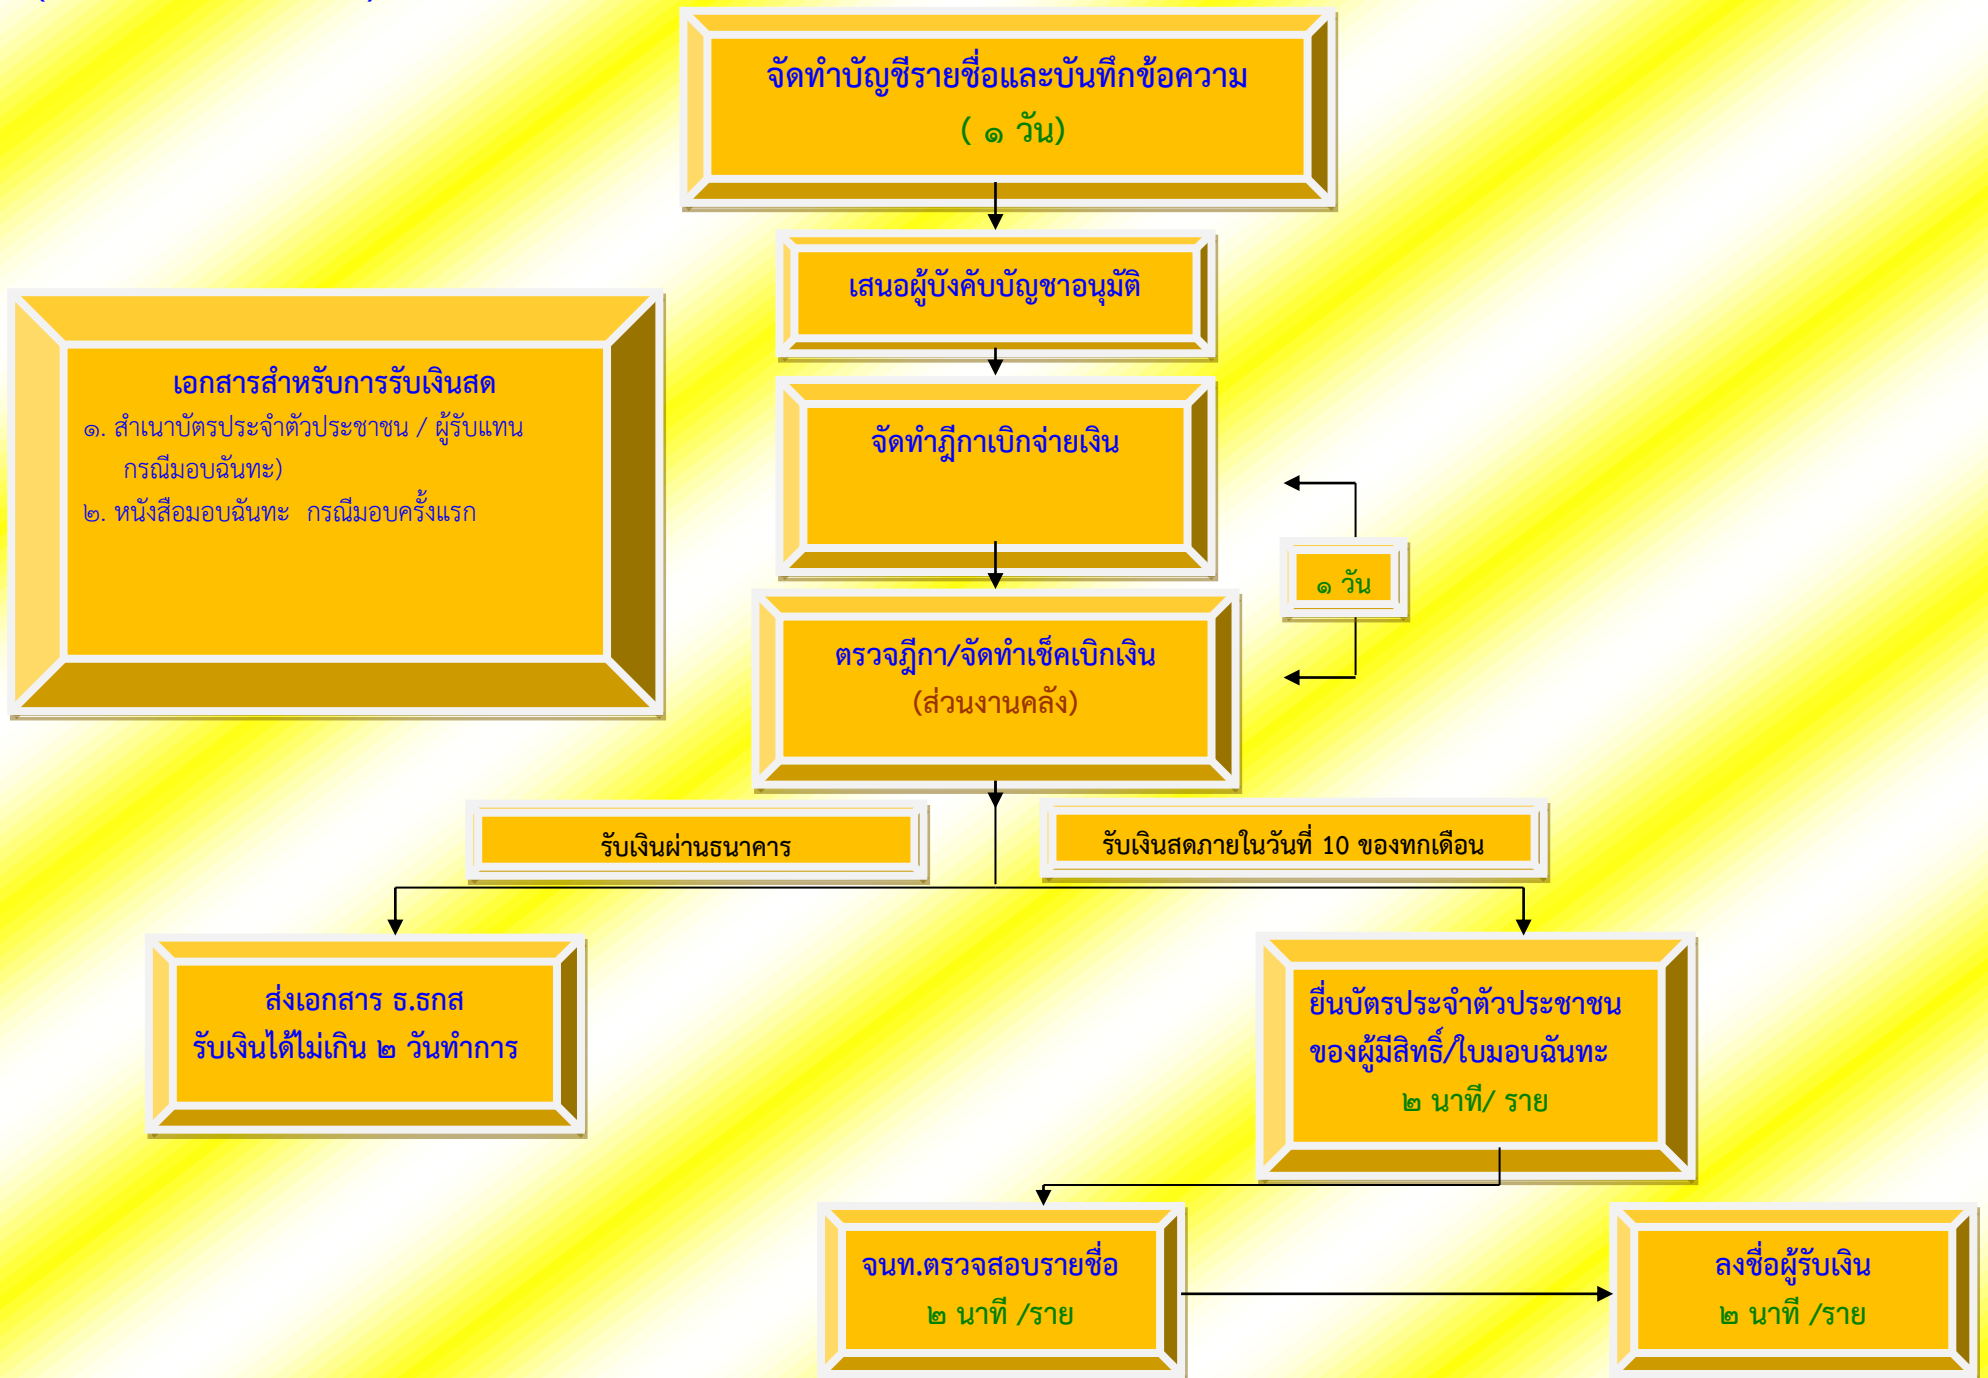 จัดทำบัญชีรายชื่อและบันทึกข้อความ
( ๑ วัน)
เสนอผู้บังคับบัญชาอนุมัติ
เอกสารสำหรับการรับเงินสด
๑. สำเนาบัตรประจำตัวประชาชน / ผู้รับแทน
กรณีมอบฉันทะ)
๒. หนังสือมอบฉันทะ กรณีมอบครั้งแรก
จัดทำฎีกาเบิกจ่ายเงิน
๑ วัน
ตรวจฎีกา/จัดทำเช็คเบิกเงิน
(ส่วนงานคลัง)
รับเงินผ่านธนาคาร
รับเงินสดภายในวันที่ 10 ของทกเดือน
ส่งเอกสาร ธ.ธกส
รับเงินได้ไม่เกิน ๒ วันทำการ
ยื่นบัตรประจำตัวประชาชน
ของผู้มีสิทธิ์/ใบมอบฉันทะ
๒ นาที/ ราย
จนท.ตรวจสอบรายชื่อ
๒ นาที /ราย
ลงชื่อผู้รับเงิน
๒ นาที /ราย